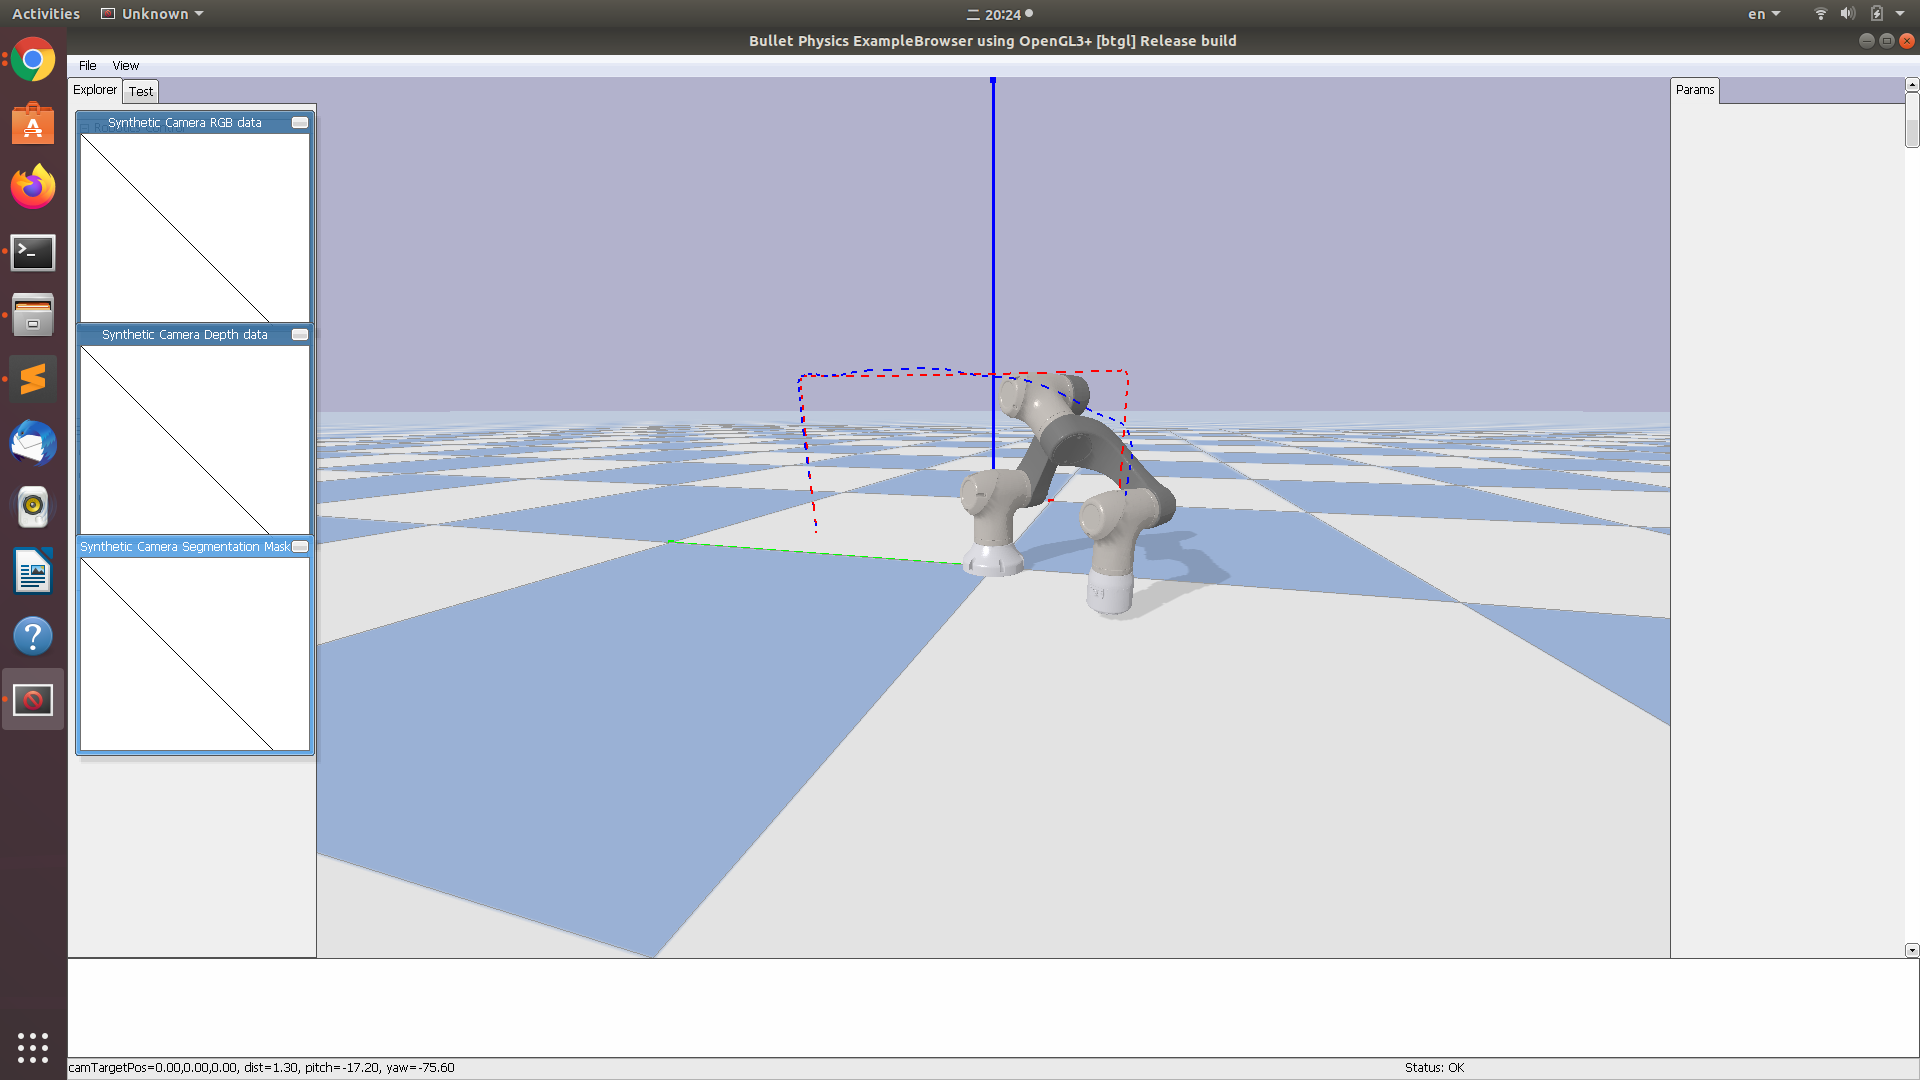 Activities
Unknown
二 20:24
en
Bullet Physics ExampleBrowser using OpenGL3+ [btgl] Release build
File View
Explorer Test
Params
Synthetic Camera RGB data
Synthetic Camera Depth data
Synthetic Camera Segmentation Mask
camTargetPos=0.00,0.00,0.00, dist=1.30, pitch=-17.20, yaw=-75.60
Status: OK